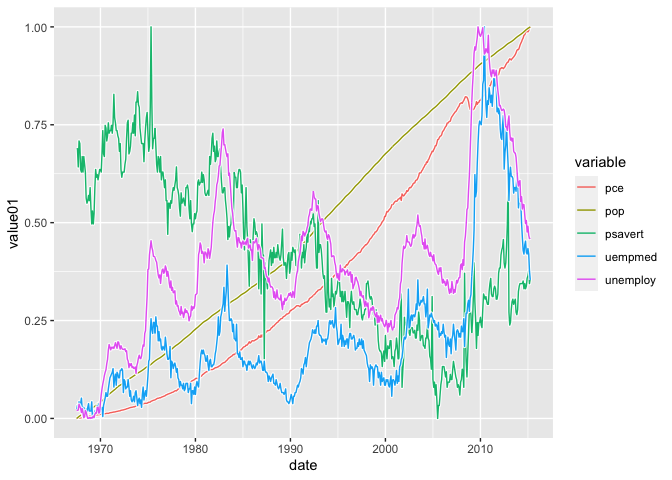 1.00
0.75
0.50
0.25
0.00
value01
1970 1980 1990 2000 2010
date
variable
pce
pop
psavert
uempmed
unemploy